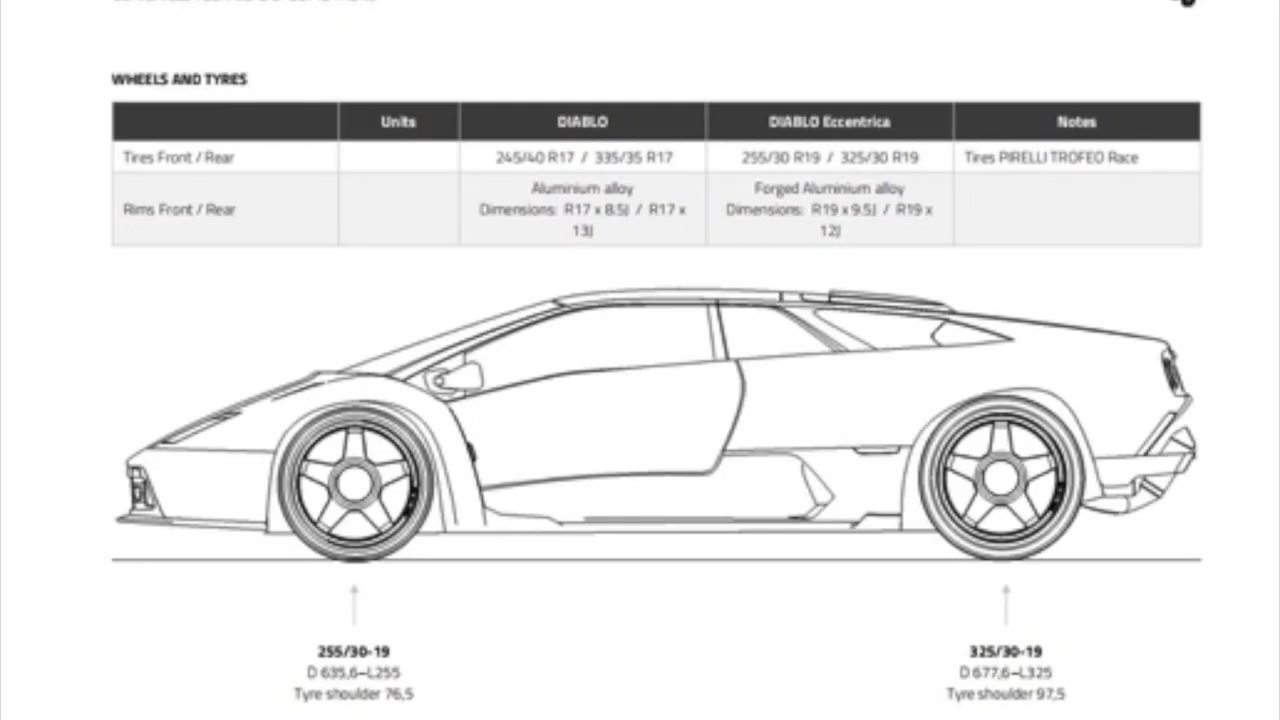 WHEELS AND TYRES
Units DIABLO DIABLO Eccentrica Notes
Tires Front / Rear 245/40 R17 / 335/35 R17 255/30 R19 / 325/30 R19 Tires PIRELLI TROFEO Race
Rims Front / Rear
Aluminium alloy
Dimensions: R17 x 8.5J / R17 x
13J
Forged Aluminium alloy
Dimensions: R19 x 9.5J / R19 x
12J
255/30-19
D 635,6–L255
Tyre shoulder 76,5
325/30-19
D 677,6–L325
Tyre shoulder 97,5